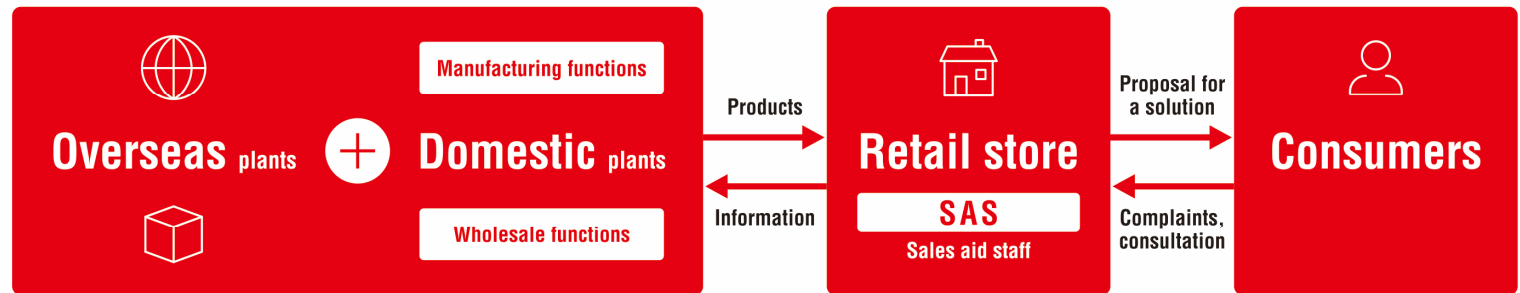 Overseas plants
Manufacturing functions
Domestic plants
Wholesale functions
Products
Information
Retail store
SAS
Sales aid staff
Proposal for
a solution
Complaints,
consultation
Consumers